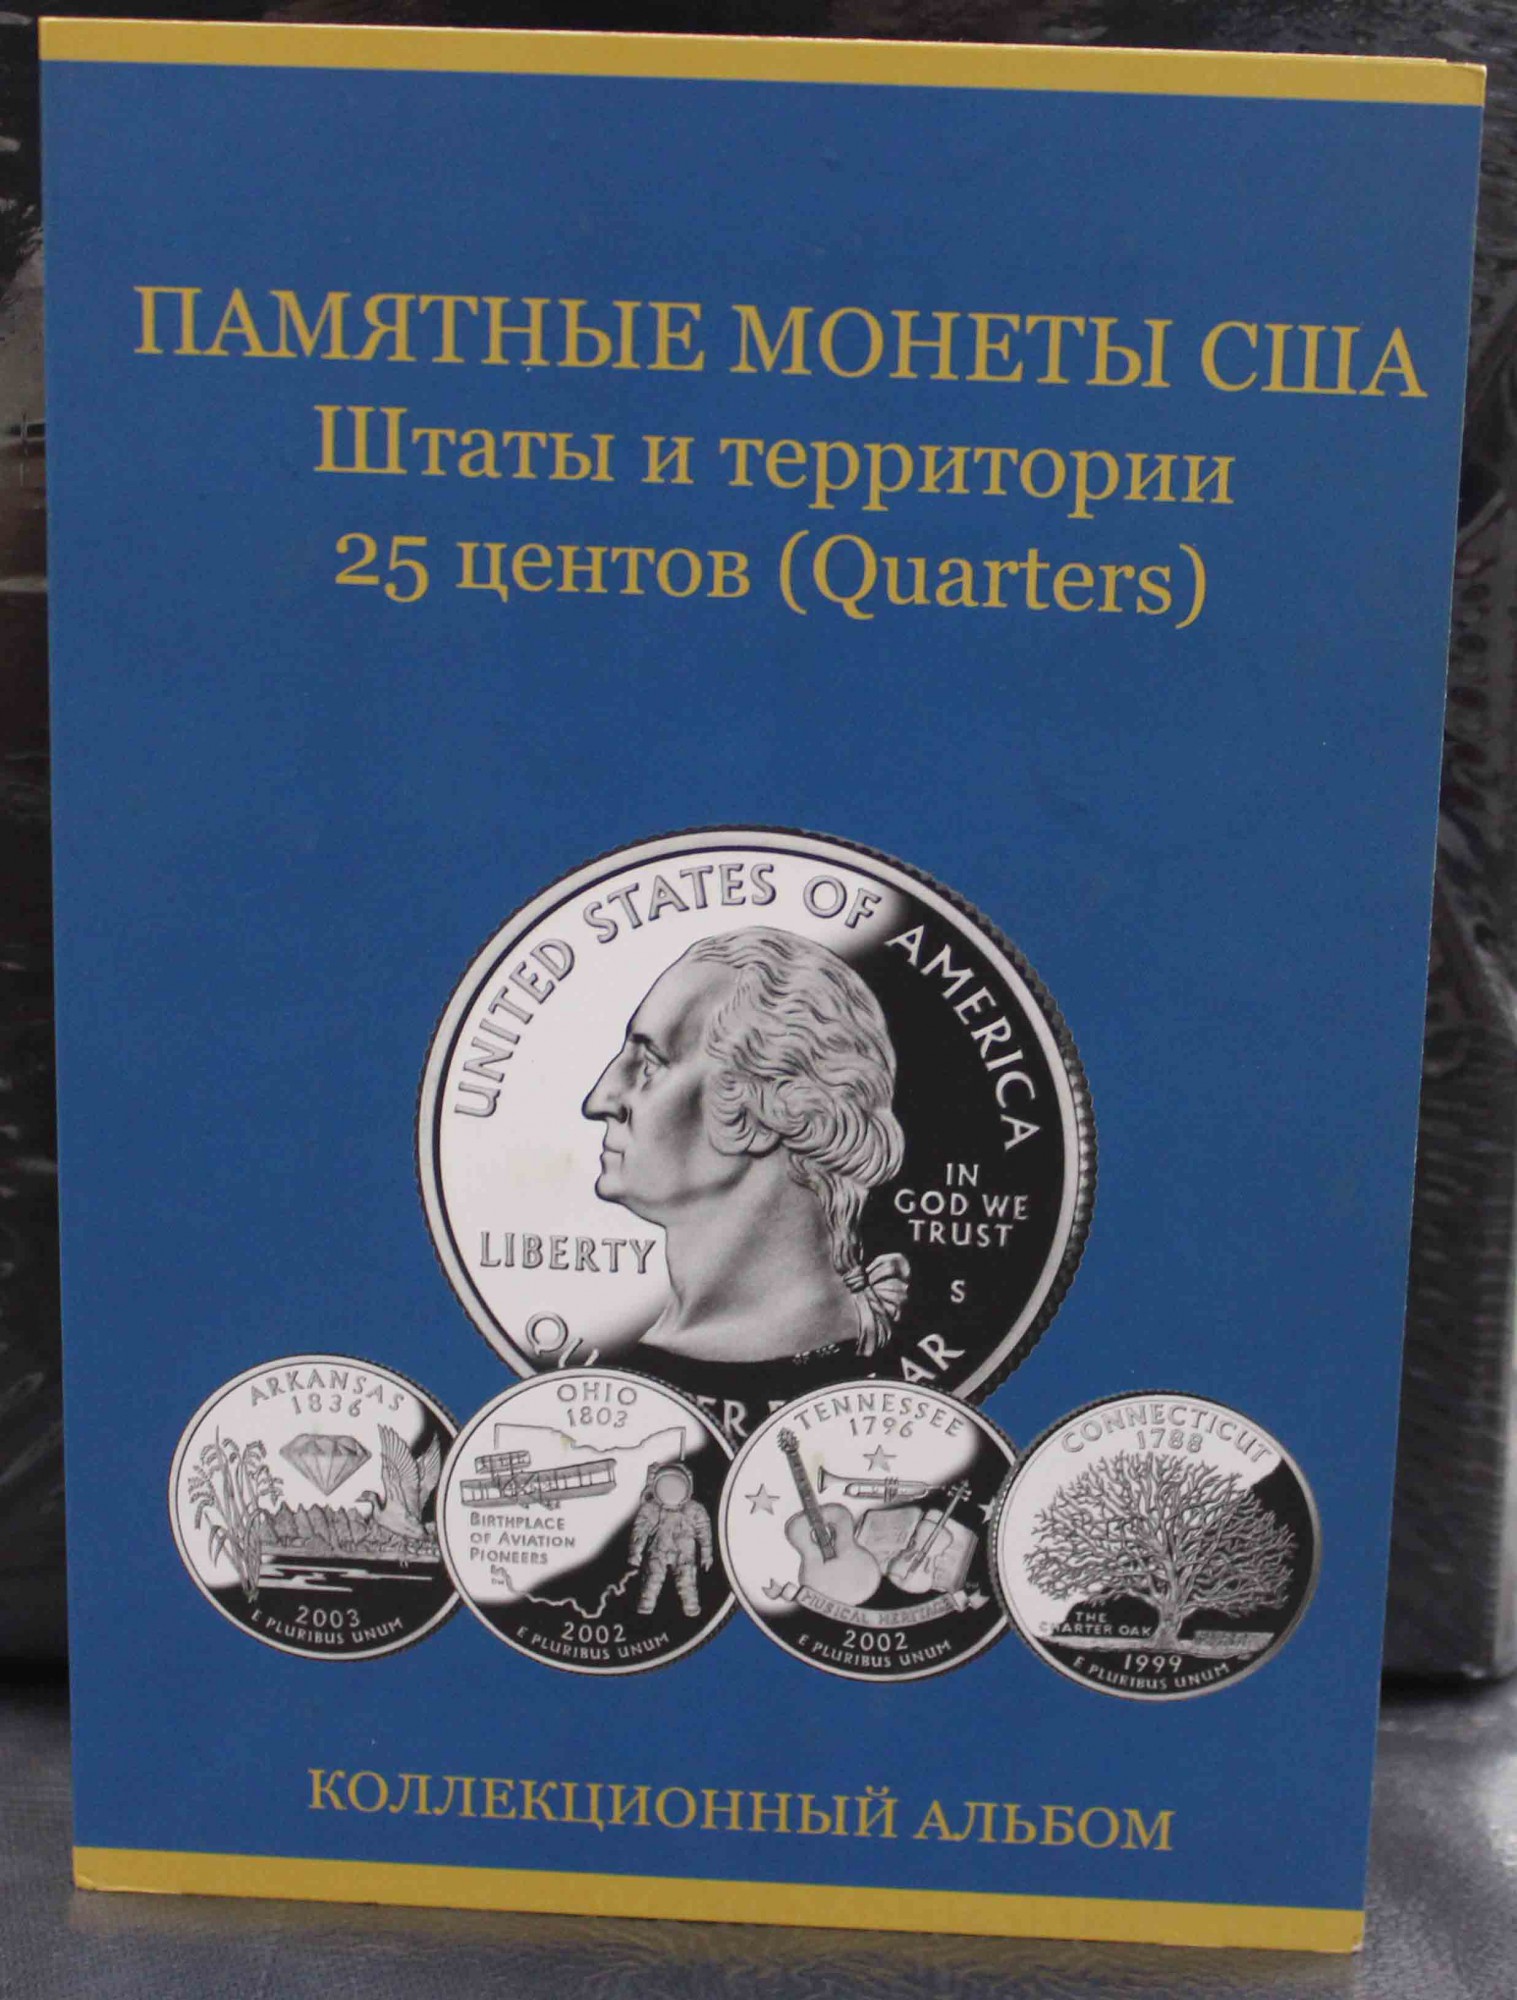 ПАМЯТНЫЕ МОНЕТЫ США
Штаты и территории
25 центов (Quarters)
UNITED STATES OF AMERICA
IN
GOD WE
TRUST
LIBERTY
S
ARKANSAS
1836
2003
E PLURIBUS UNUM
OHIO
1803
BIRTHPLACE
OF AVIATION
PIONEERS
2002
E PLURIBUS UNUM
TENNESSEE
1796
MUSICAL HERITAGE
2002
E PLURIBUS UNUM
CONNECTICUT
1788
THE
CHARTER OAK
1999
E PLURIBUS UNUM
КОЛЛЕКЦИОННЫЙ АЛЬБОМ